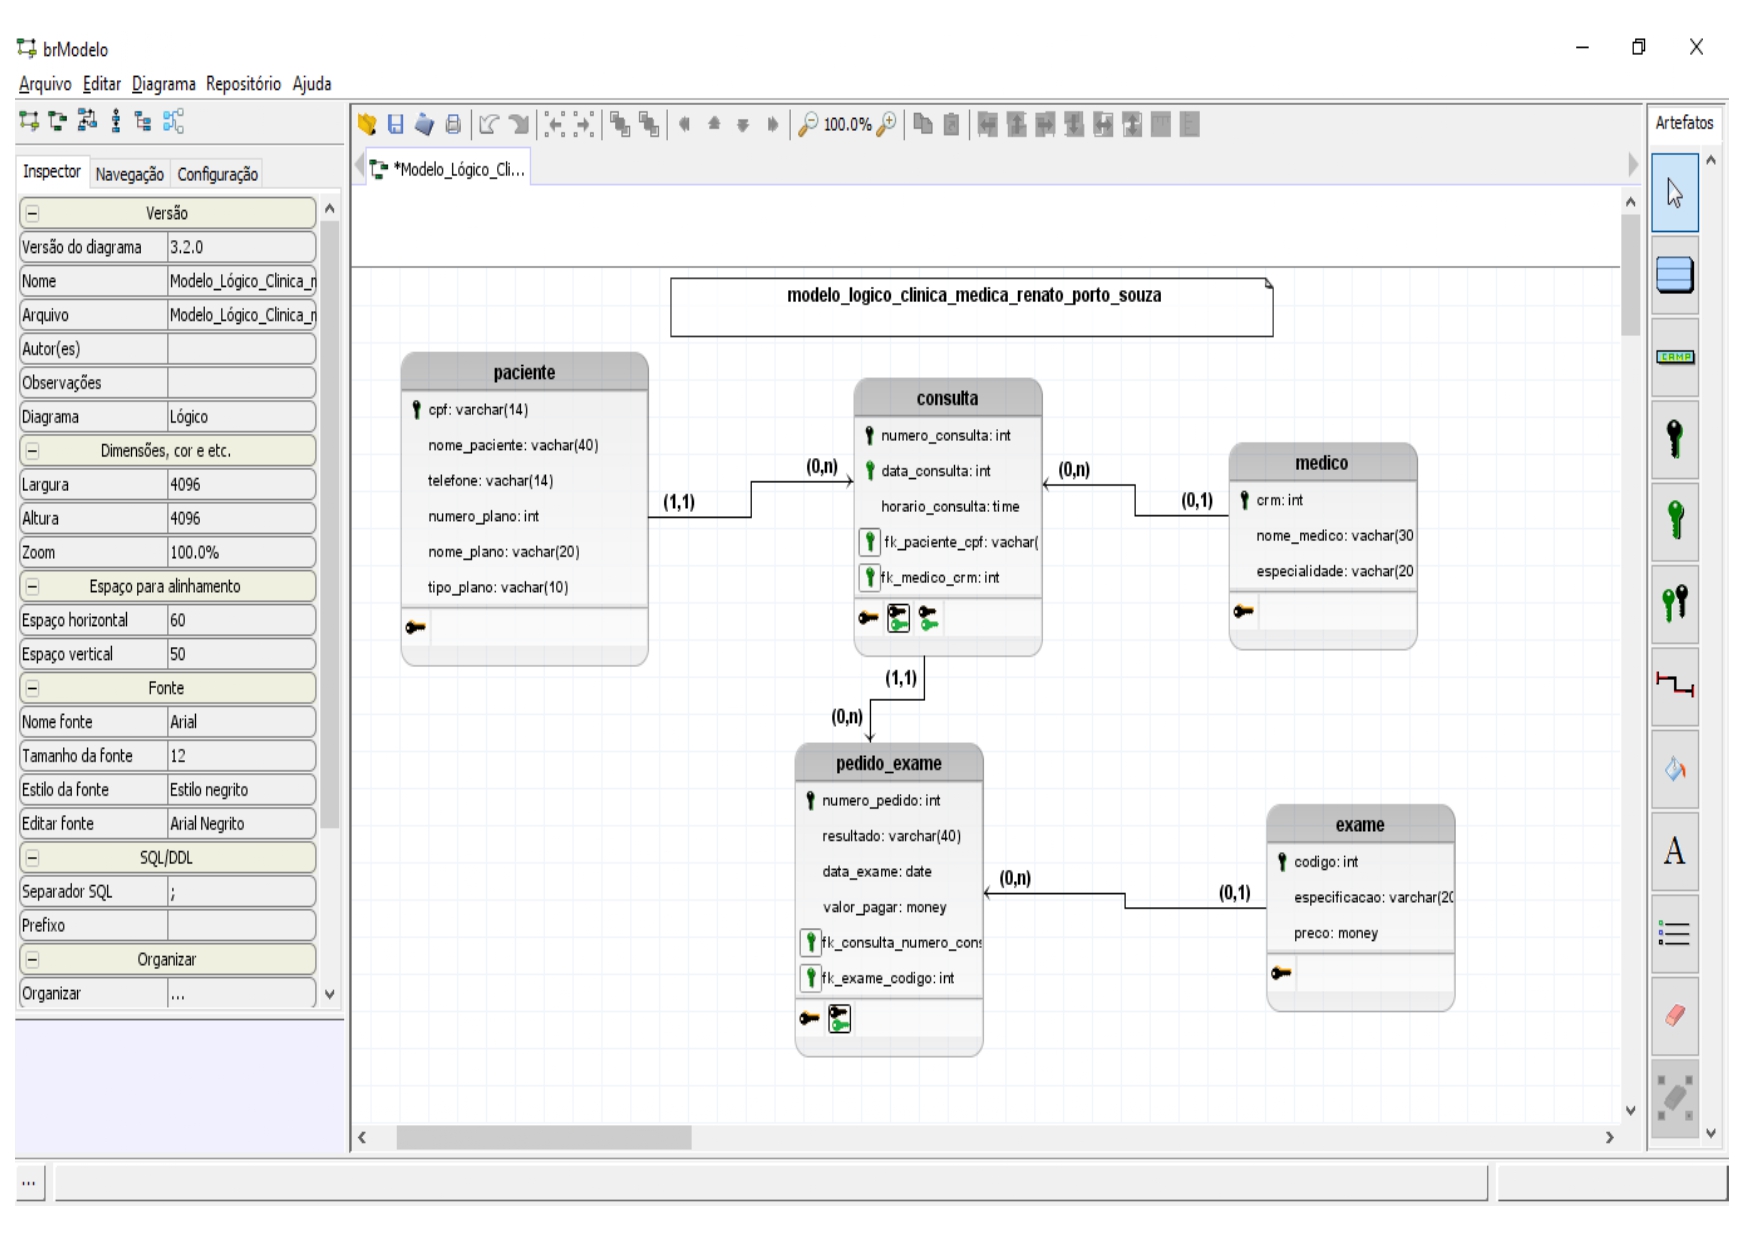 brModelo
Arquivo Editar Diagrama Repositório Ajuda
100.0%
Artefatos
Inspector Navegação Configuração
*Modelo_Lógico_Cli...
Versão
Versão do diagrama 3.2.0
Nome Modelo_Lógico_Clinica_
Arquivo Modelo_Lógico_Clinica_
Autor(es)
Observações
Diagrama Lógico
Dimensões, cor e etc.
Largura 4096
Altura 4096
Zoom 100.0%
Espaço para alinhamento
Espaço horizontal 60
Espaço vertical 50
Fonte
Nome fonte Arial
Tamanho da fonte 12
Estilo da fonte Estilo negrito
Editar fonte Arial Negrito
SQL/DDL
Separador SQL ;
Prefixo
Organizar
Organizar ...
...
modelo_logico_clinica_medica_renato_porto_souza
paciente
cpf: varchar(14)
nome_paciente: vachar(40)
telefone: vachar(14)
numero_plano: int
nome_plano: vachar(20)
tipo_plano: vachar(10)
(1,1)
(0,n)
consulta
numero_consulta: int
data_consulta: int
horario_consulta: time
fk_paciente_cpf: vachar(
fk_medico_crm: int
(0,n)
(0,1)
medico
crm: int
nome_medico: vachar(30
especialidade: vachar(20
(1,1)
(0,n)
pedido_exame
numero_pedido: int
resultado: varchar(40)
data_exame: date
valor_pagar: money
fk_consulta_numero_cons
fk_exame_codigo: int
(0,n)
(0,1)
exame
codigo: int
especificacao: varchar(20
preco: money
CAMP
A